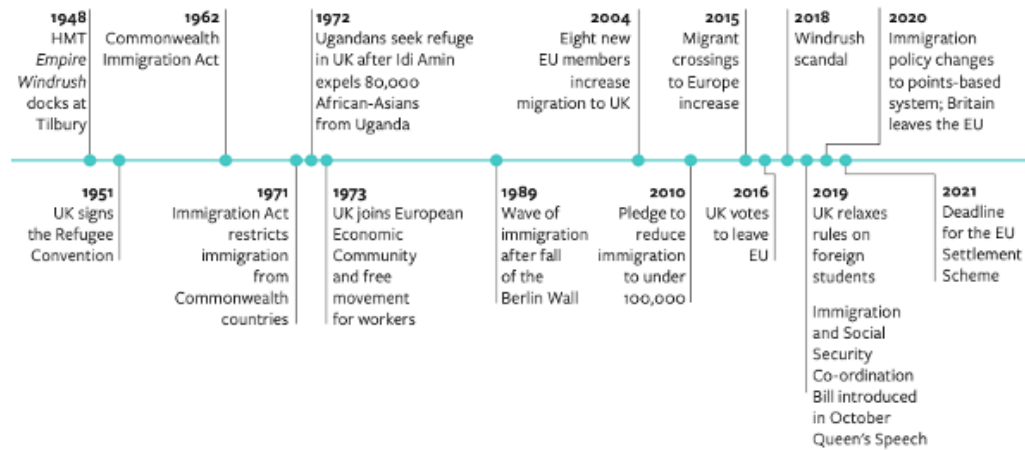 1948
HMT
Empire
Windrush
docks at
Tilbury
1951
UK signs
the Refugee
Convention
1962
Commonwealth
Immigration Act
1971
Immigration Act
restricts
immigration
from
Commonwealth
countries
1972
Ugandans seek refuge
in UK after Idi Amin
expels 80,000
African-Asians
from Uganda
1973
UK joins European
Economic
Community
and free
movement
for workers
1989
Wave of
immigration
after fall
of the
Berlin Wall
2004
Eight new
EU members
increase
migration to UK
2010
Pledge to
reduce
immigration
to under
100,000
2015
Migrant
crossings
to Europe
increase
2016
UK votes
to leave
EU
2018
Windrush
scandal
2019
UK relaxes
rules on
foreign
students
Immigration
and Social
Security
Co-ordination
Bill introduced
in October
Queen's Speech
2020
Immigration
policy changes
to points-based
system; Britain
leaves the EU
2021
Deadline
for the EU
Settlement
Scheme